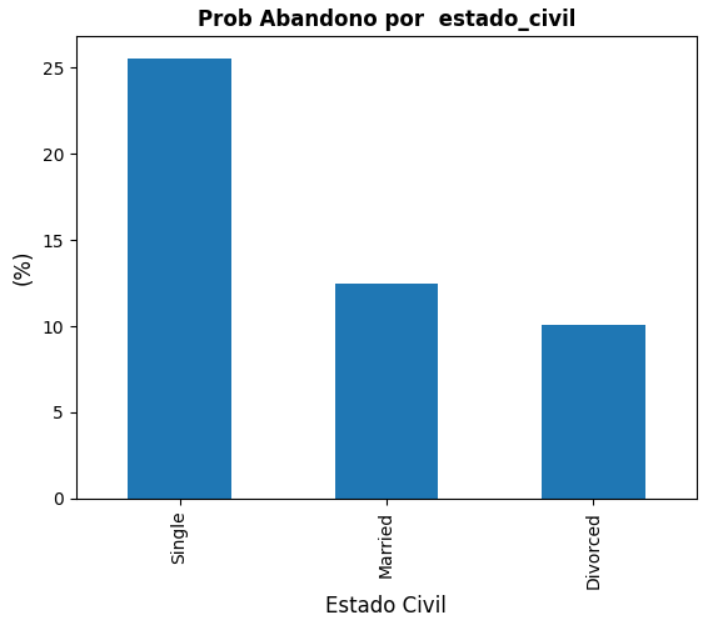 Prob Abandono por  estado_civil
(%)
25
20
15
10
5
0
Single
Married
Divorced
Estado Civil